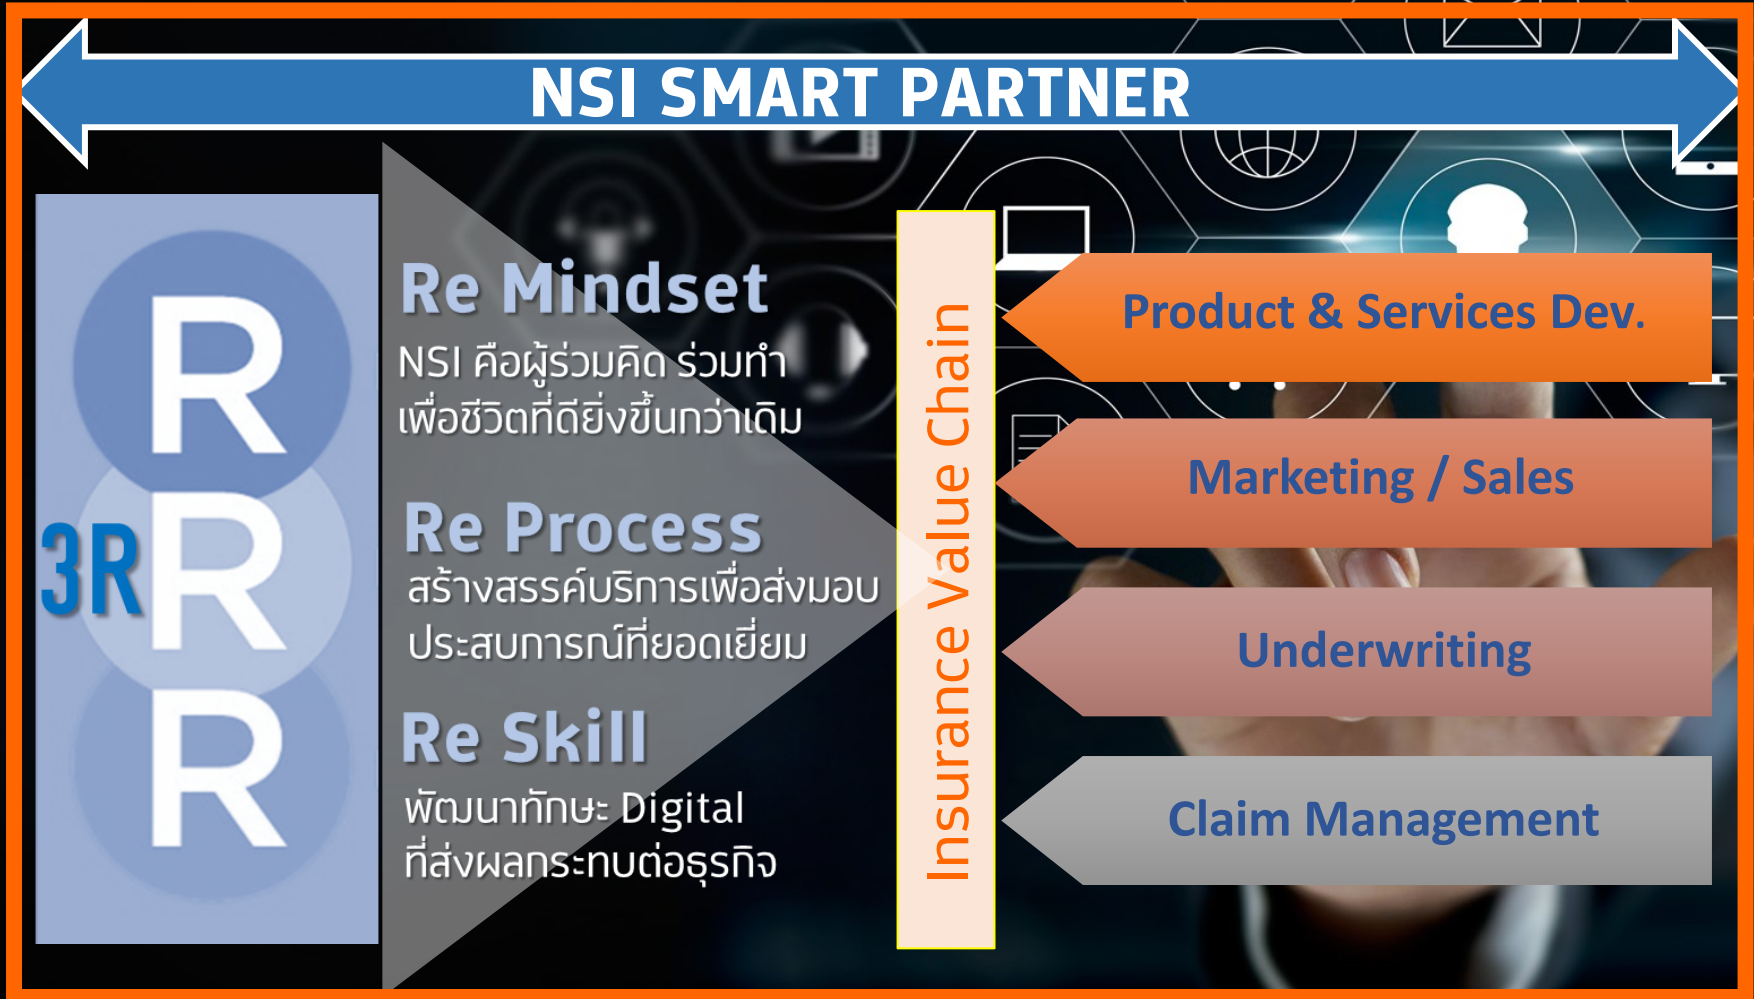 NSI SMART PARTNER
R
R
R
3R
Re Mindset
NSI คือผู้ร่วมคิด ร่วมทำ
เพื่อชีวิตที่ดียิ่งขึ้นกว่าเดิม
Re Process
สร้างสรรค์บริการเพื่อส่งมอบ
ประสบการณ์ที่ยอดเยี่ยม
Re Skill
พัฒนาทักษะ Digital
ที่ส่งผลกระทบต่อธุรกิจ
Insurance Value Chain
Product & Services Dev.
Marketing / Sales
Underwriting
Claim Management